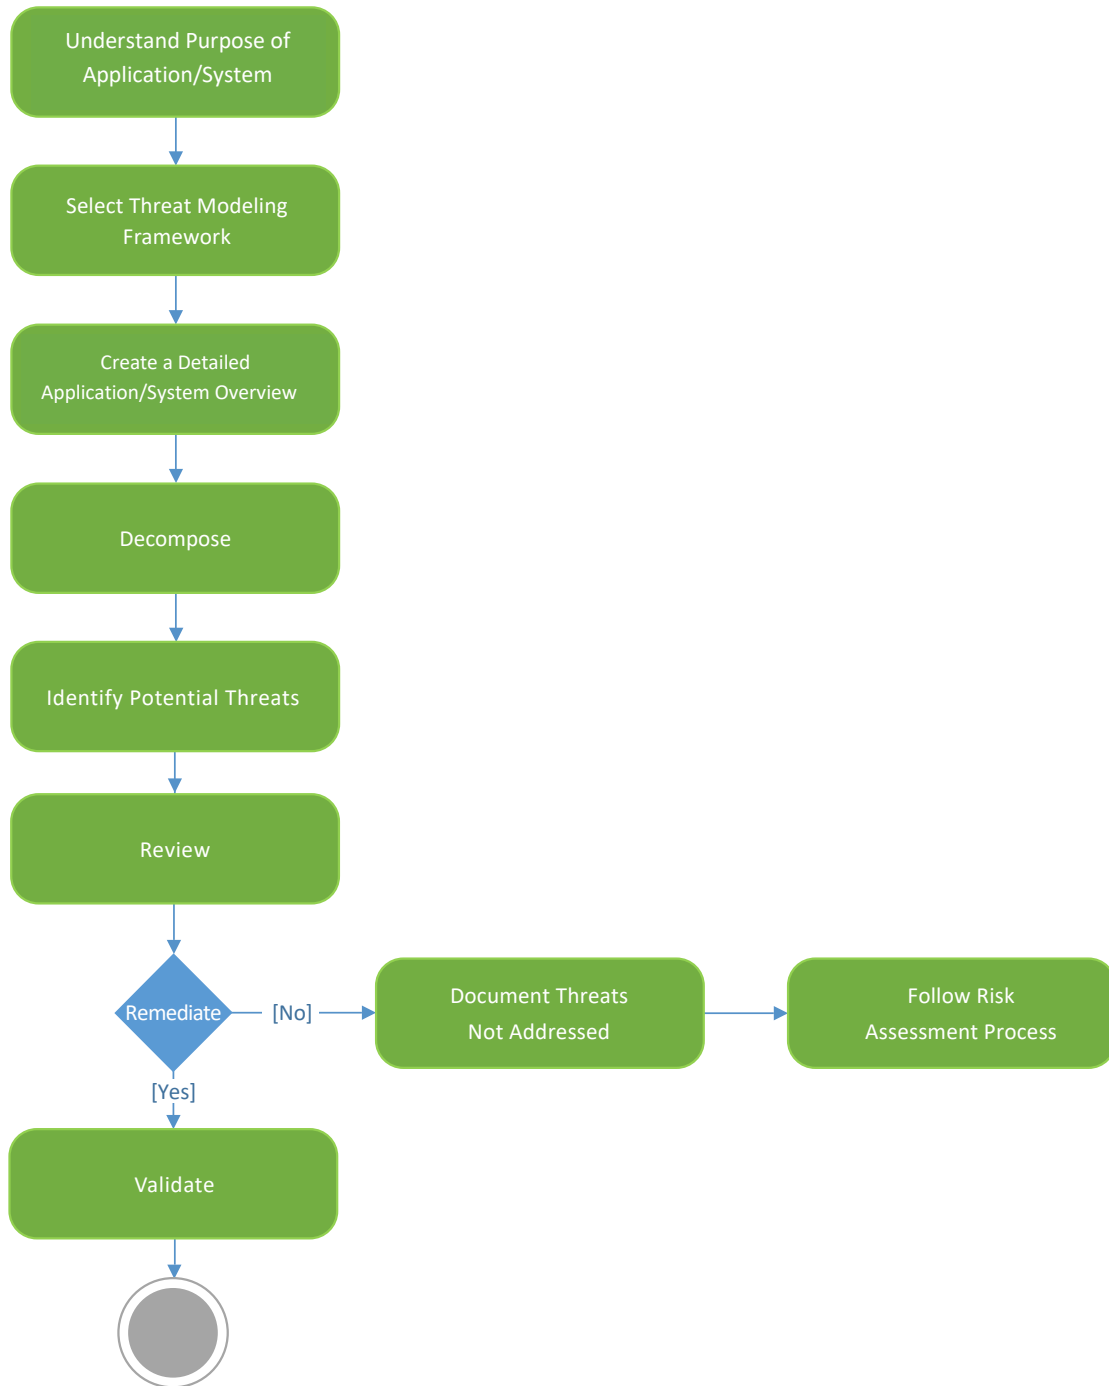 Understand Purpose of
Application/System
Select Threat Modeling
Framework
Create a Detailed
Application/System Overview
Decompose
Identify Potential Threats
Review
Remediate
[No]
Document Threats
Not Addressed
Follow Risk
Assessment Process
[Yes]
Validate